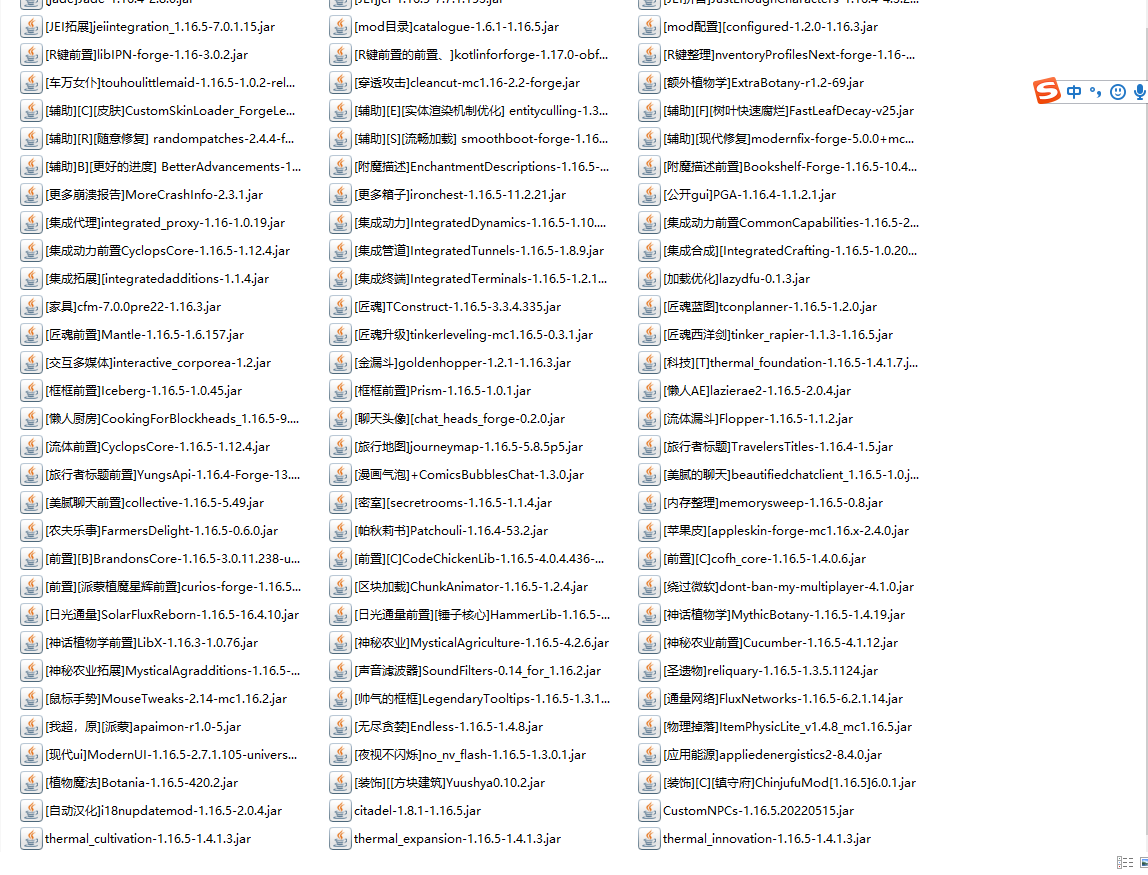 [JEI拓展]jeiintegration_1.16.5-7.0.1.15.jar [mod目录]catalogue-1.6.1-1.16.5.jar [mod配置][configured-1.2.0-1.16.3.jar
[R键前置]libIPN-forge-1.16-3.0.2.jar [R键前置的前置、]kotlinforforge-1.17.0-obf... [R键整理]nventoryProfilesNext-forge-1.16-...
[车万女仆]touhoulittlemaid-1.16.5-1.0.2-rel... [穿透攻击]cleancut-mc1.16-2.2-forge.jar [额外植物学]ExtraBotany-r1.2-69.jar
中
[辅助][C][皮肤]CustomSkinLoader_ForgeLe... [辅助][E][实体渲染机制优化] entityculling-1.3... [辅助][F][树叶快速腐烂]FastLeafDecay-v25.jar
[辅助][R][随意修复] randompatches-2.4.4-f... [辅助][S][流畅加载] smoothboot-forge-1.16... [辅助][现代修复]modernfix-forge-5.0.0+mc...
[辅助]B][更好的进度] BetterAdvancements-1... [附魔描述]EnchantmentDescriptions-1.16.5-... [附魔描述前置]Bookshelf-Forge-1.16.5-10.4...
[更多崩溃报告]MoreCrashInfo-2.3.1.jar [更多箱子]ironchest-1.16.5-11.2.21.jar [公开gui]PGA-1.16.4-1.1.2.1.jar
[集成代理]integrated_proxy-1.16-1.0.19.jar [集成动力]IntegratedDynamics-1.16.5-1.10.... [集成动力前置CommonCapabilities-1.16.5-2...
[集成动力前置CyclopsCore-1.16.5-1.12.4.jar [集成管道]IntegratedTunnels-1.16.5-1.8.9.jar [集成合成][IntegratedCrafting-1.16.5-1.0.20...
[集成拓展][integratedadditions-1.1.4.jar [集成终端]IntegratedTerminals-1.16.5-1.2.1... [加载优化]lazydfu-0.1.3.jar
[家具]cfm-7.0.0pre22-1.16.3.jar [匠魂]TConstruct-1.16.5-3.3.4.335.jar [匠魂蓝图]tconplanner-1.16.5-1.2.0.jar
[匠魂前置]Mantle-1.16.5-1.6.157.jar [匠魂升级]tinkerleveling-mc1.16.5-0.3.1.jar [匠魂西洋剑]tinker_rapier-1.1.3-1.16.5.jar
[交互多媒体]interactive_corporea-1.2.jar [金漏斗]goldenhopper-1.2.1-1.16.3.jar [科技][T]thermal_foundation-1.16.5-1.4.1.7.j...
[框框前置]Iceberg-1.16.5-1.0.45.jar [框框前置]Prism-1.16.5-1.0.1.jar [懒人AE]lazierae2-1.16.5-2.0.4.jar
[懒人厨房]CookingForBlockheads_1.16.5-9.... [聊天头像][chat_heads_forge-0.2.0.jar [流体漏斗]Flopper-1.16.5-1.1.2.jar
[流体前置]CyclopsCore-1.16.5-1.12.4.jar [旅行地图]journeymap-1.16.5-5.8.5p5.jar [旅行者标题]TravelersTitles-1.16.4-1.5.jar
[旅行者标题前置]YungsApi-1.16.4-Forge-13.... [漫画气泡]+ComicsBubblesChat-1.3.0.jar [美腻的聊天]beautifiedchatclient_1.16.5-1.0.j...
[美腻聊天前置]collective-1.16.5-5.49.jar [密室][secretrooms-1.16.5-1.1.4.jar [内存整理]memorysweep-1.16.5-0.8.jar
[农夫乐事]FarmersDelight-1.16.5-0.6.0.jar [帕秋莉书]Patchouli-1.16.4-53.2.jar [苹果皮][appleskin-forge-mc1.16.x-2.4.0.jar
[前置][B]BrandonsCore-1.16.5-3.0.11.238-u... [前置][C]CodeChickenLib-1.16.5-4.0.4.436-... [前置][C]cofh_core-1.16.5-1.4.0.6.jar
[前置][派蒙植魔星辉前置]curios-forge-1.16.5... [区块加载]ChunkAnimator-1.16.5-1.2.4.jar [绕过微软]dont-ban-my-multiplayer-4.1.0.jar
[日光通量]SolarFluxReborn-1.16.5-16.4.10.jar [日光通量前置][锤子核心]HammerLib-1.16.5-... [神话植物学]MythicBotany-1.16.5-1.4.19.jar
[神话植物学前置]LibX-1.16.3-1.0.76.jar [神秘农业]MysticalAgriculture-1.16.5-4.2.6.jar [神秘农业前置]Cucumber-1.16.5-4.1.12.jar
[神秘农业拓展]MysticalAgradditions-1.16.5-... [声音滤波器]SoundFilters-0.14_for_1.16.2.jar [圣遗物]reliquary-1.16.5-1.3.5.1124.jar
[鼠标手势]MouseTweaks-2.14-mc1.16.2.jar [帅气的框框]LegendaryTooltips-1.16.5-1.3.1... [通量网络]FluxNetworks-1.16.5-6.2.1.14.jar
[我超，原][派蒙]apaimon-r1.0-5.jar [无尽贪婪]Endless-1.16.5-1.4.8.jar [物理掉落]ItemPhysicLite_v1.4.8_mc1.16.5.jar
[现代ui]ModernUI-1.16.5-2.7.1.105-univers... [夜视不闪烁]no_nv_flash-1.16.5-1.3.0.1.jar [应用能源]appliedenergistics2-8.4.0.jar
[植物魔法]Botania-1.16.5-420.2.jar [装饰][[方块建筑]Yuushya0.10.2.jar [装饰][C][镇守府]ChinjufuMod[1.16.5]6.0.1.jar
[自动汉化]i18nupdatemod-1.16.5-2.0.4.jar citadel-1.8.1-1.16.5.jar CustomNPCs-1.16.5.20220515.jar
thermal_cultivation-1.16.5-1.4.1.3.jar thermal_expansion-1.16.5-1.4.1.3.jar thermal_innovation-1.16.5-1.4.1.3.jar